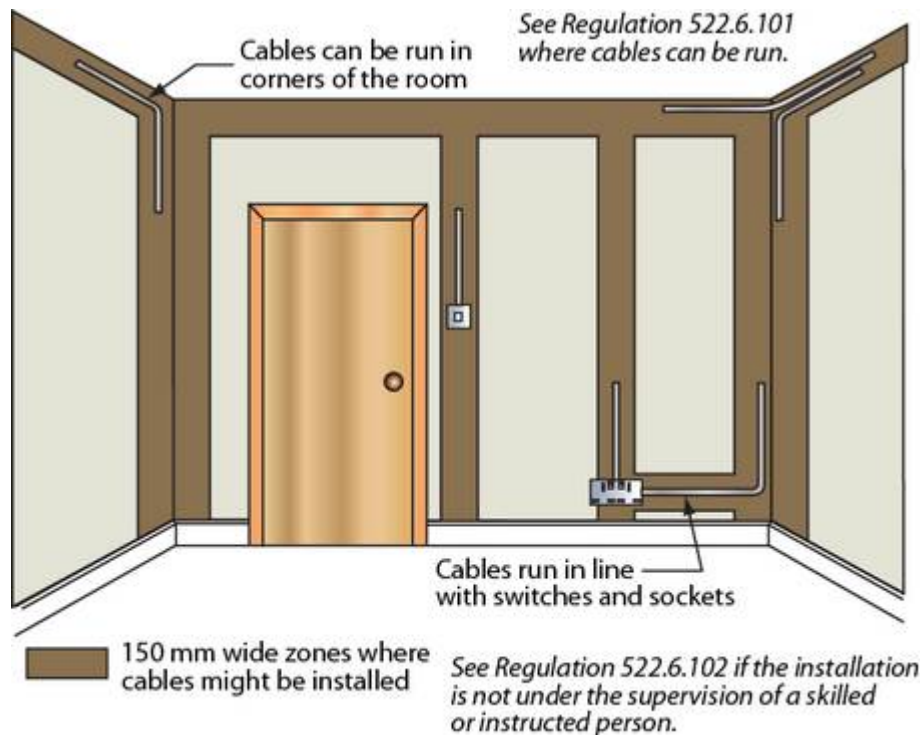 See Regulation 522.6.101
where cables can be run.
Cables can be run in
corners of the room
Cables run in line
with switches and sockets
150 mm wide zones where
cables might be installed
See Regulation 522.6.102 if the installation
is not under the supervision of a skilled
or instructed person.